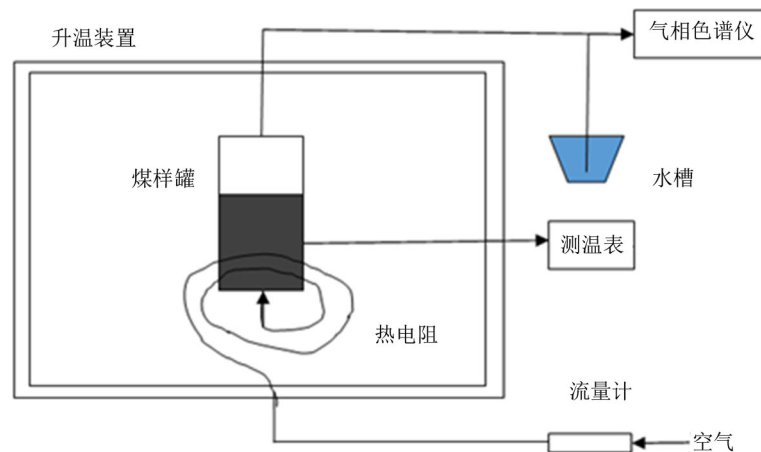 升温装置
气相色谱仪
煤样罐
水槽
测温表
热电阻
流量计
空气